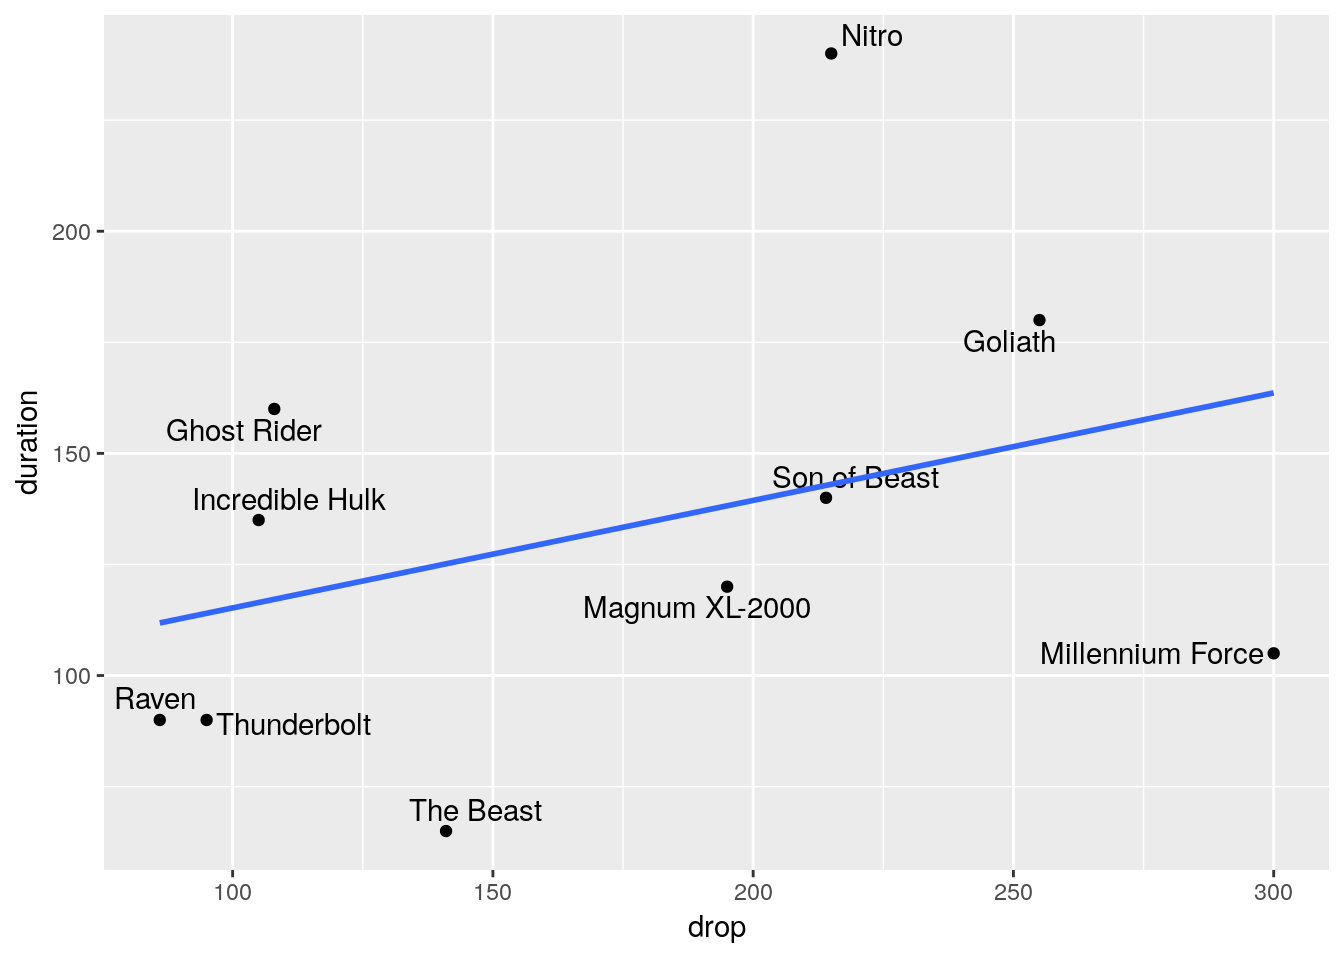 Nitro
200
Goliath
Ghost Rider
150
Son of Beast
Incredible Hulk
Magnum XL-2000
Millennium Force
100
Raven
Thunderbolt
The Beast
100 150 200 250 300
drop
duration